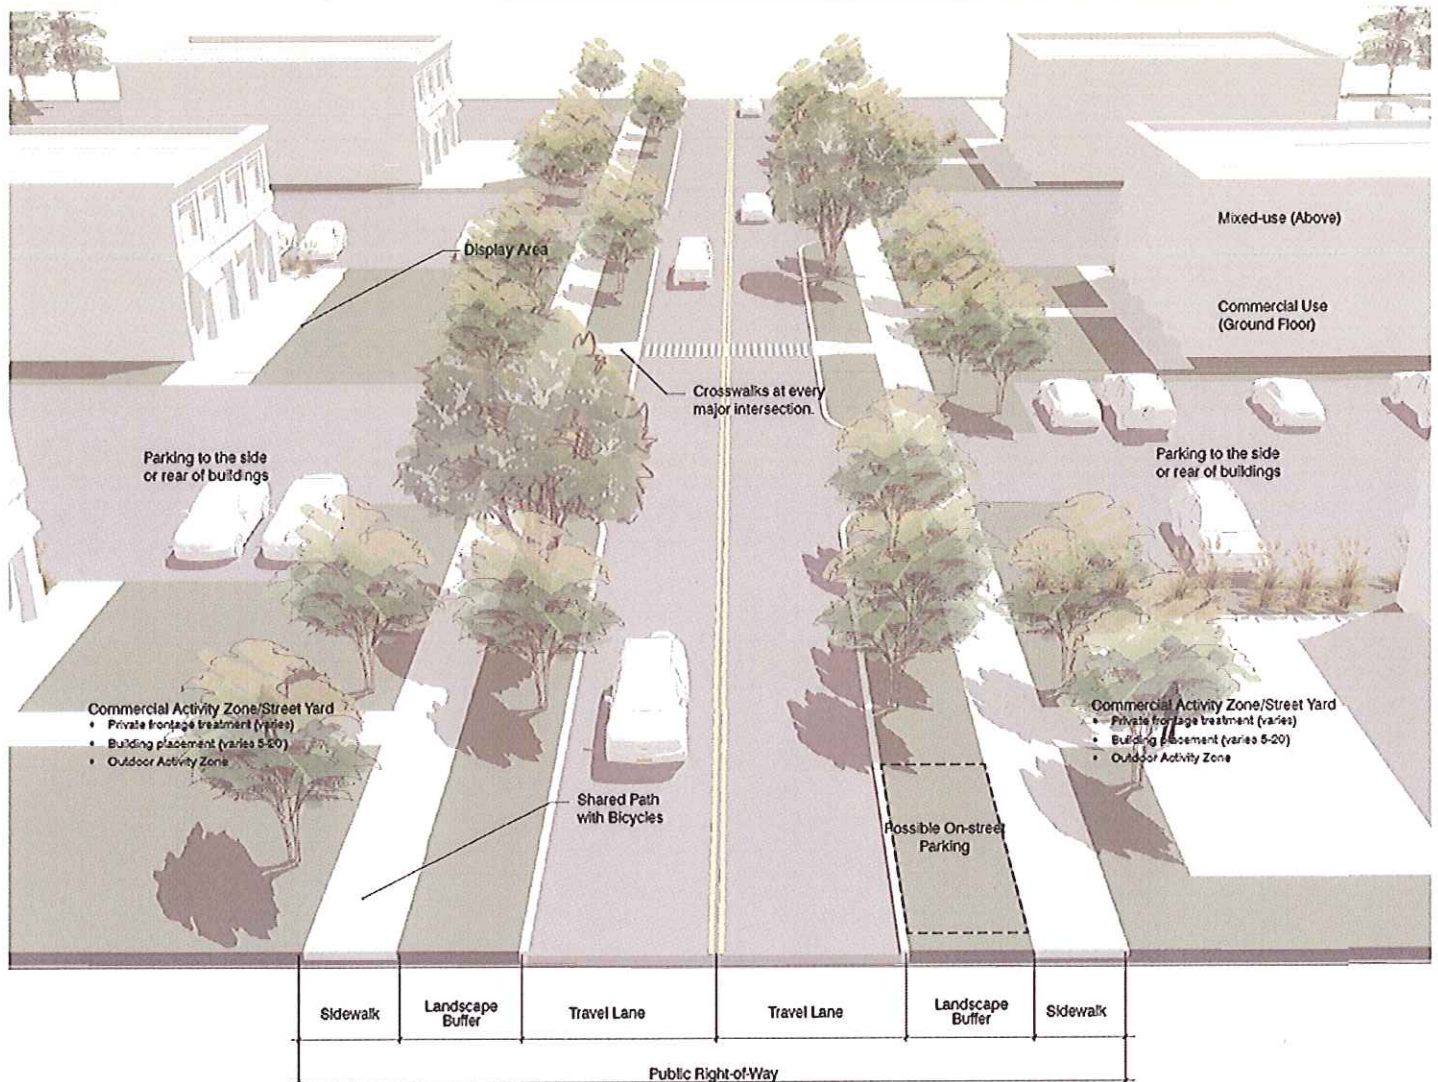 Mixed-use (Above)
Display Area
Commercial Use
(Ground Floor)
Crosswalks at every
major intersection.
Parking to the side
or rear of buildings
Parking to the side
or rear of buildings
Commercial Activity Zone/Street Yard
• Private frontage treatment (varies)
• Building placement (varies 5-20)
• Outdoor Activity Zone
Commercial Activity Zone/Street Yard
• Private frontage treatment (varies)
• Building placement (varies 5-20)
• Outdoor Activity Zone
Shared Path
with Bicycles
Possible On-street
Parking
Sidewalk
Landscape
Buffer
Travel Lane
Travel Lane
Landscape
Buffer
Sidewalk
Public Right-of-Way